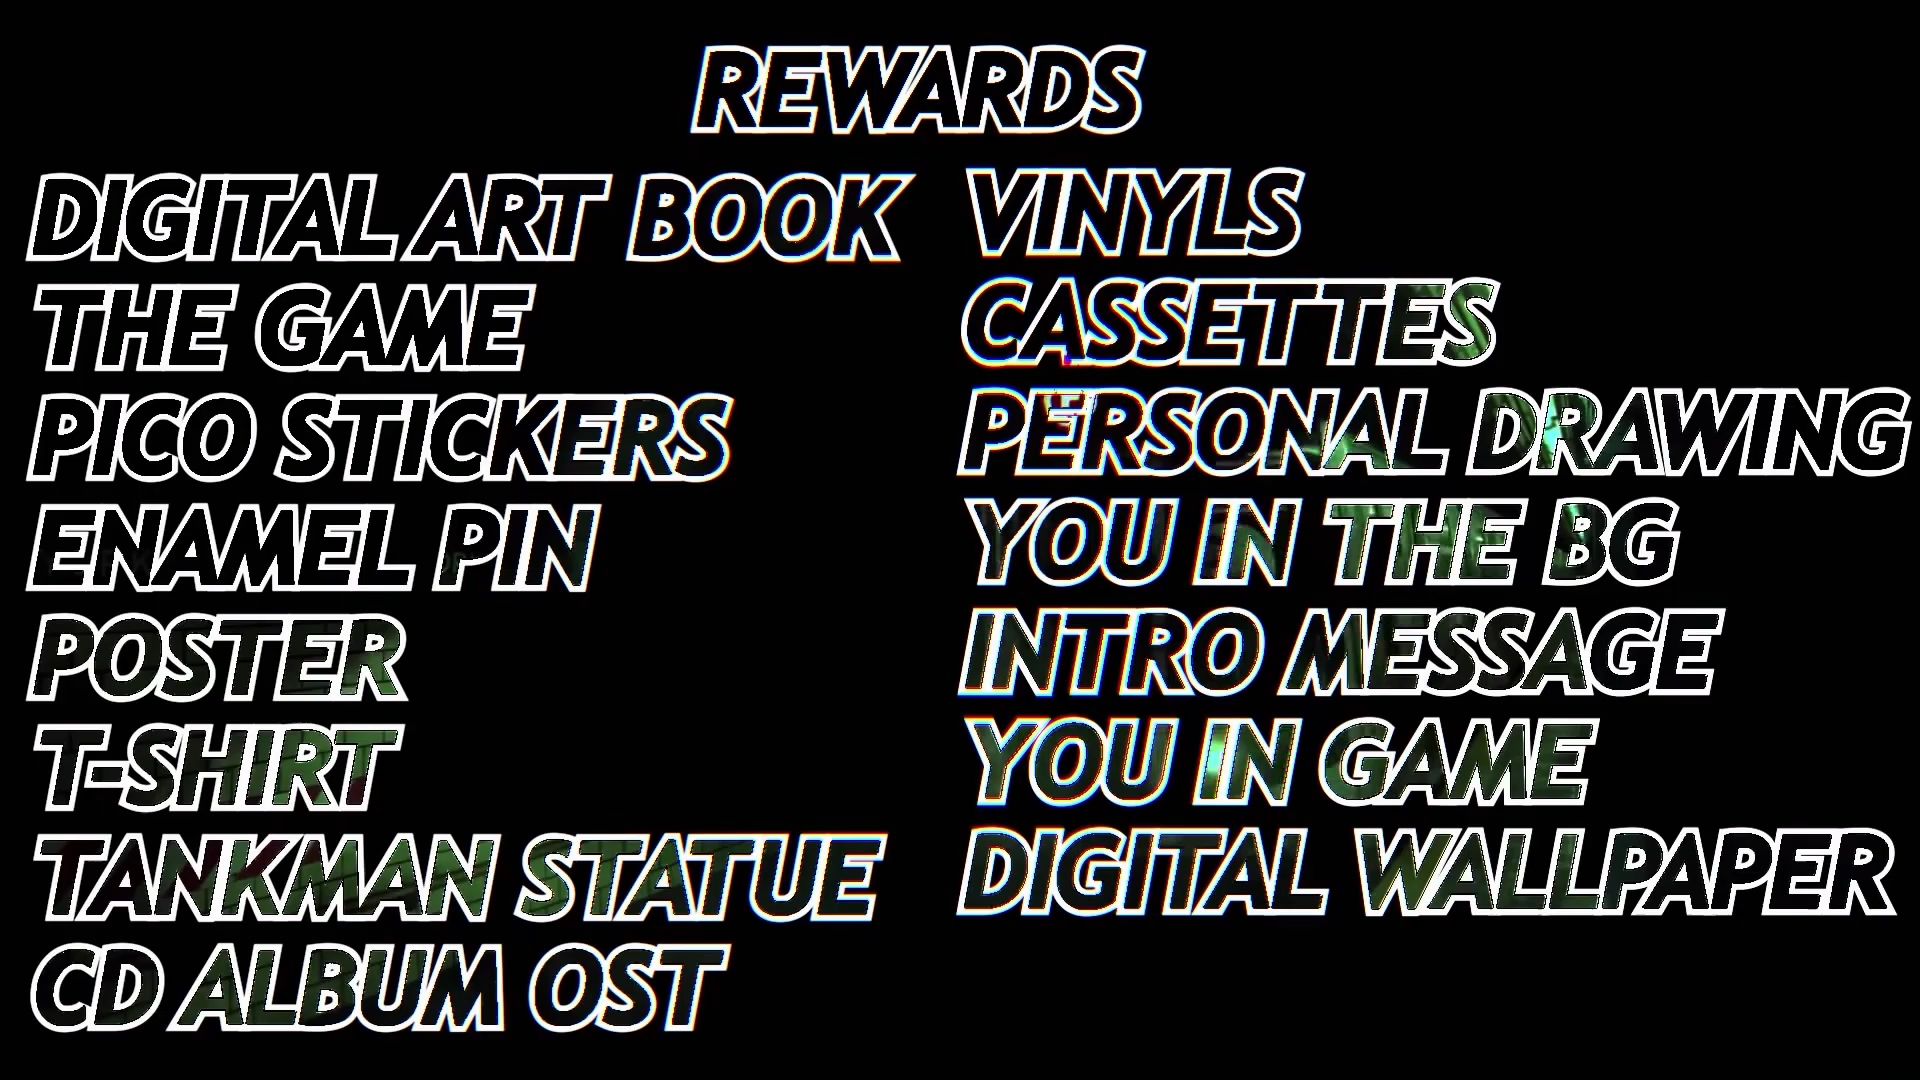 REWARDS
DIGITAL ART BOOK
THE GAME
PICO STICKERS
ENAMEL PIN
POSTER
T-SHIRT
TANKMAN STATUE
CD ALBUM OST
VINYLS
CASSETTES
PERSONAL DRAWING
YOU IN THE BG
INTRO MESSAGE
YOU IN GAME
DIGITAL WALLPAPER